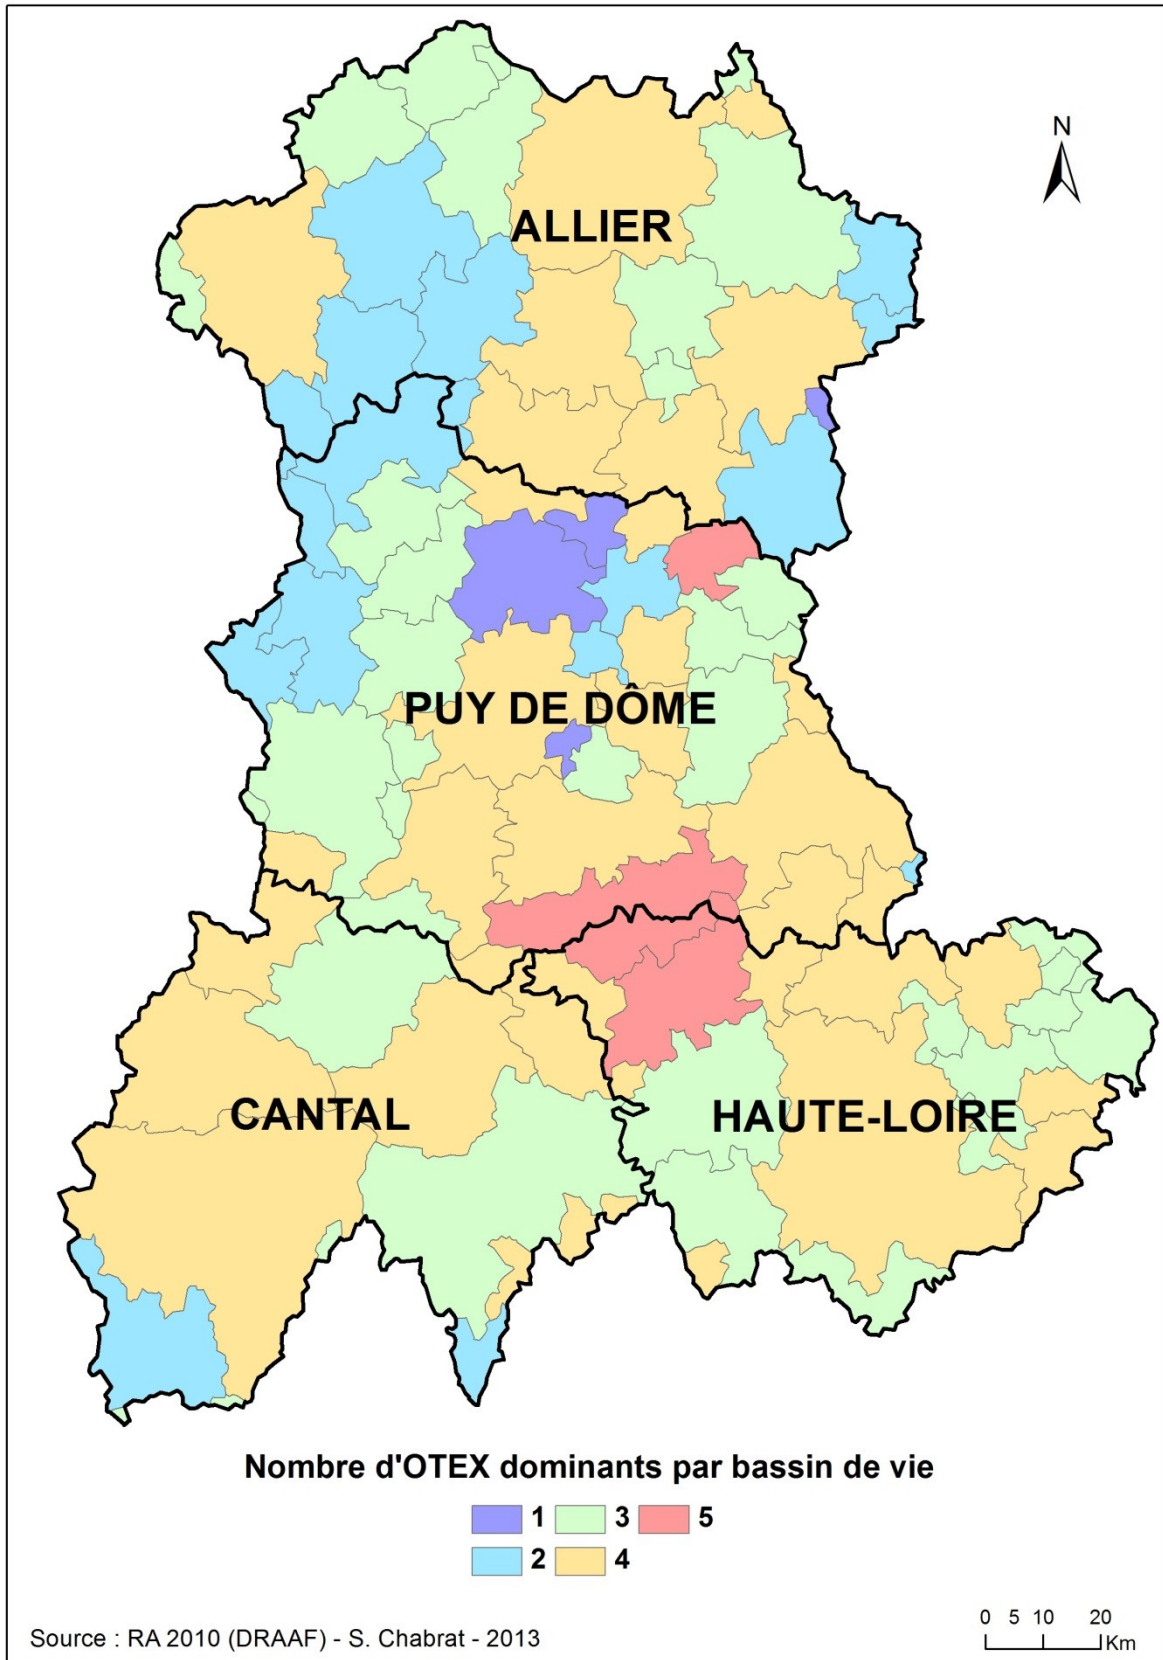 N
ALLIER
PUY DE DÔME
CANTAL
HAUTE-LOIRE
Nombre d'OTEX dominants par bassin de vie
1 3 5
2 4
0 5 10 20
Km
Source : RA 2010 (DRAAF) - S. Chabrat - 2013